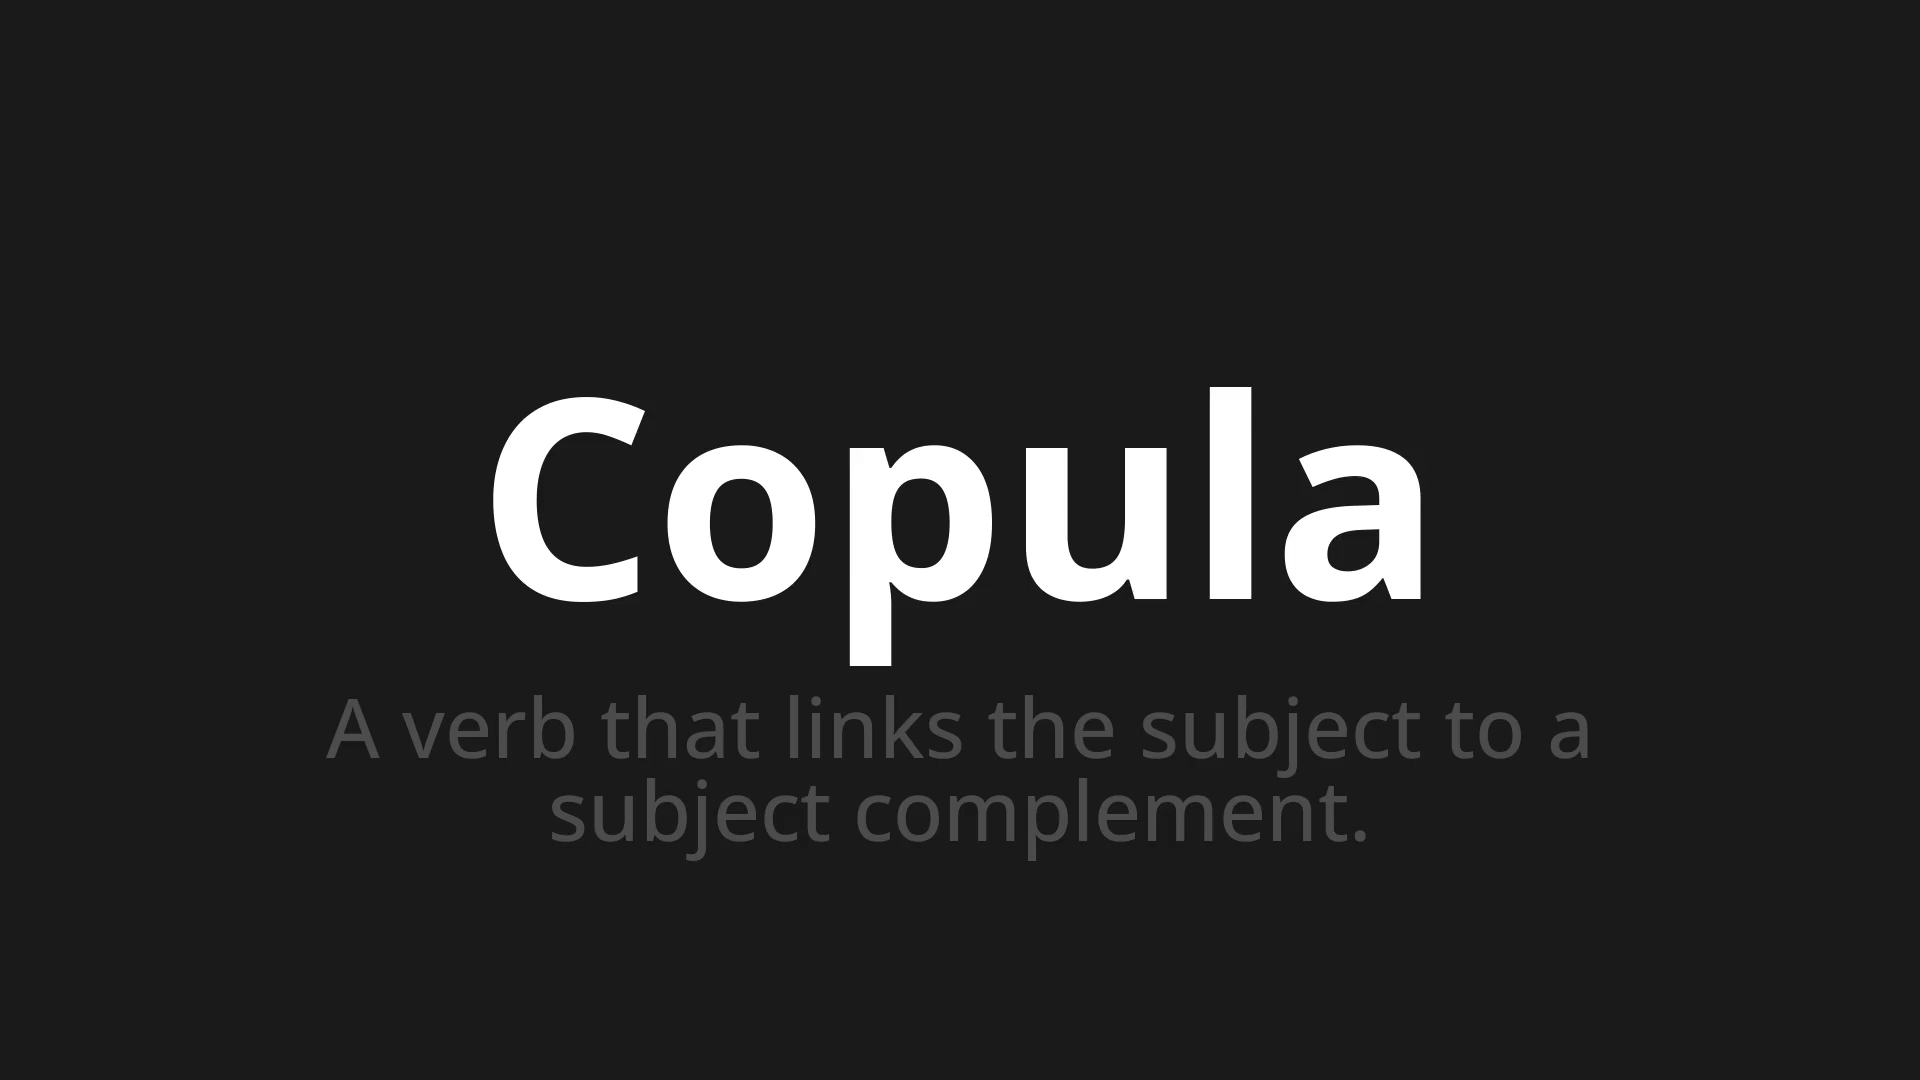 Copula
A verb that links the subject to a
subject complement.